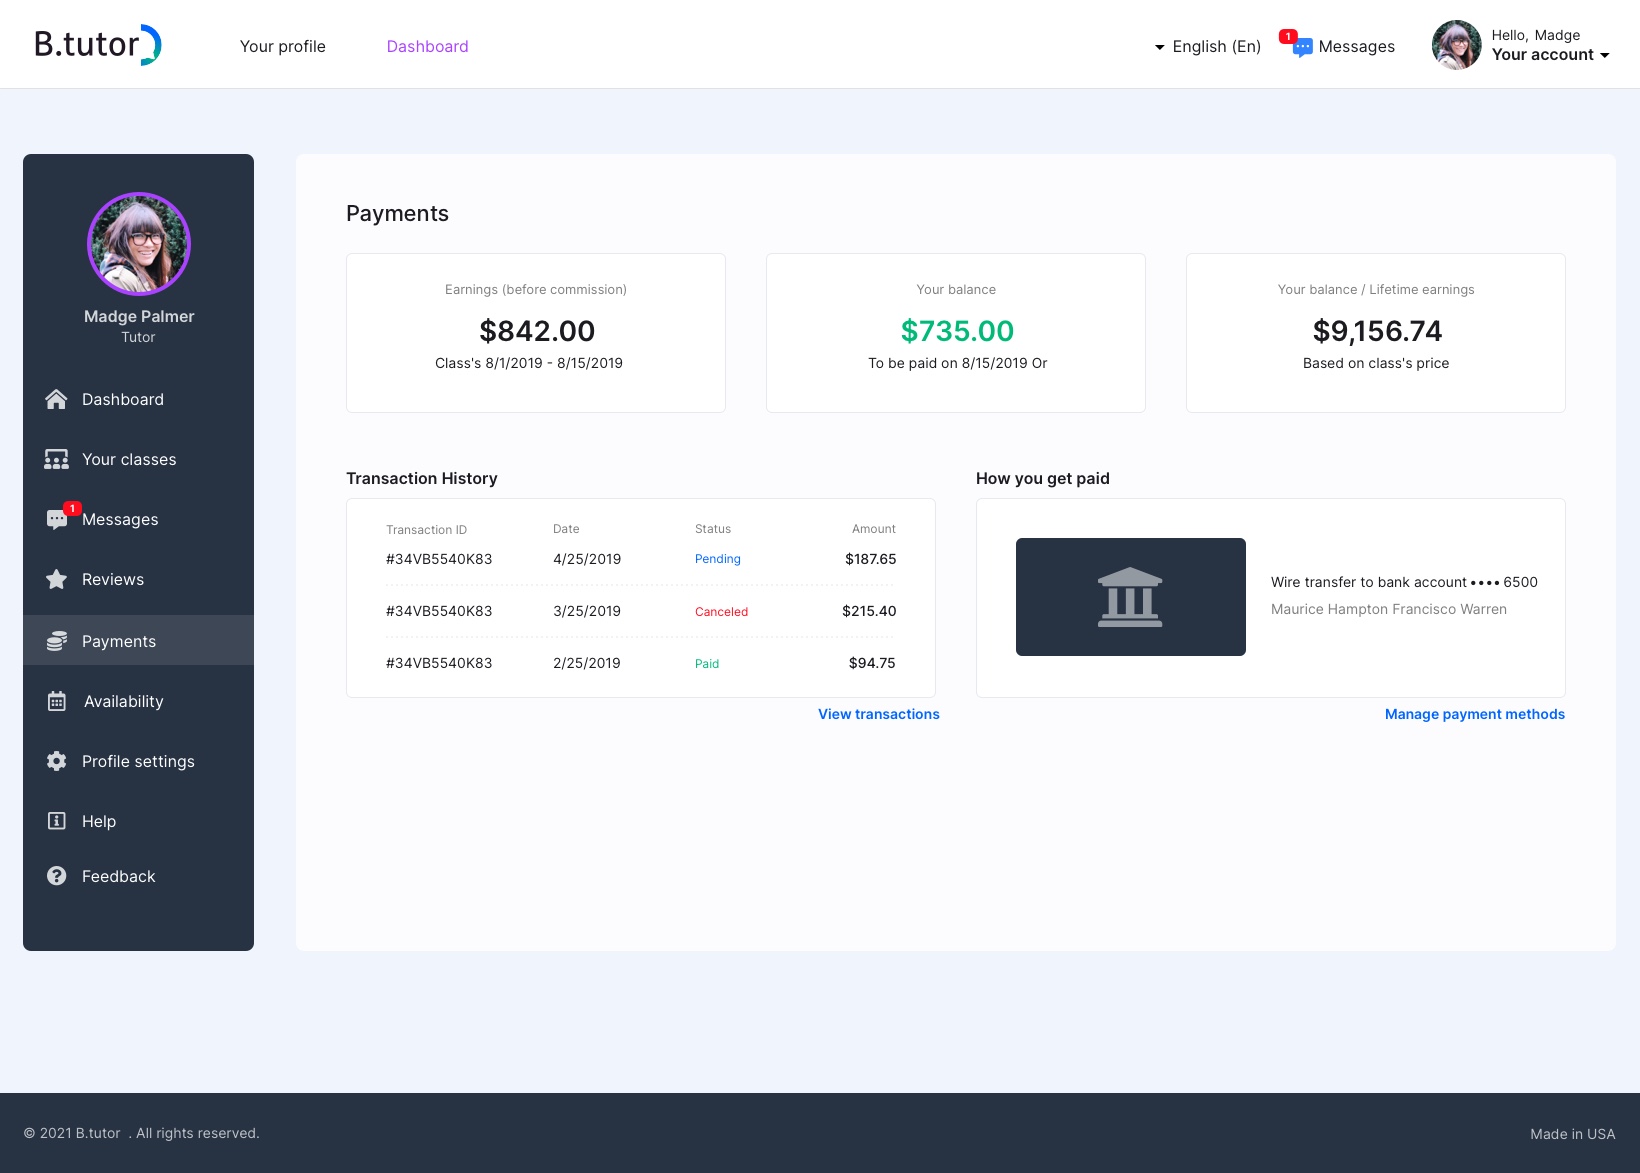 B.tutor
Your profile
Dashboard
English (En)
1
Messages
Hello, Madge
Your account
Madge Palmer
Tutor
Dashboard
Your classes
1
Messages
Reviews
Payments
Availability
Profile settings
Help
Feedback
Payments
Earnings (before commission)
$842.00
Class's 8/1/2019 - 8/15/2019
Your balance
$735.00
To be paid on 8/15/2019 Or
Your balance / Lifetime earnings
$9,156.74
Based on class's price
Transaction History
Transaction ID Date Status Amount
#34VB5540K83 4/25/2019 Pending $187.65
#34VB5540K83 3/25/2019 Canceled $215.40
#34VB5540K83 2/25/2019 Paid $94.75
View transactions
How you get paid
Wire transfer to bank account •••• 6500
Maurice Hampton Francisco Warren
Manage payment methods
© 2021 B.tutor . All rights reserved.
Made in USA